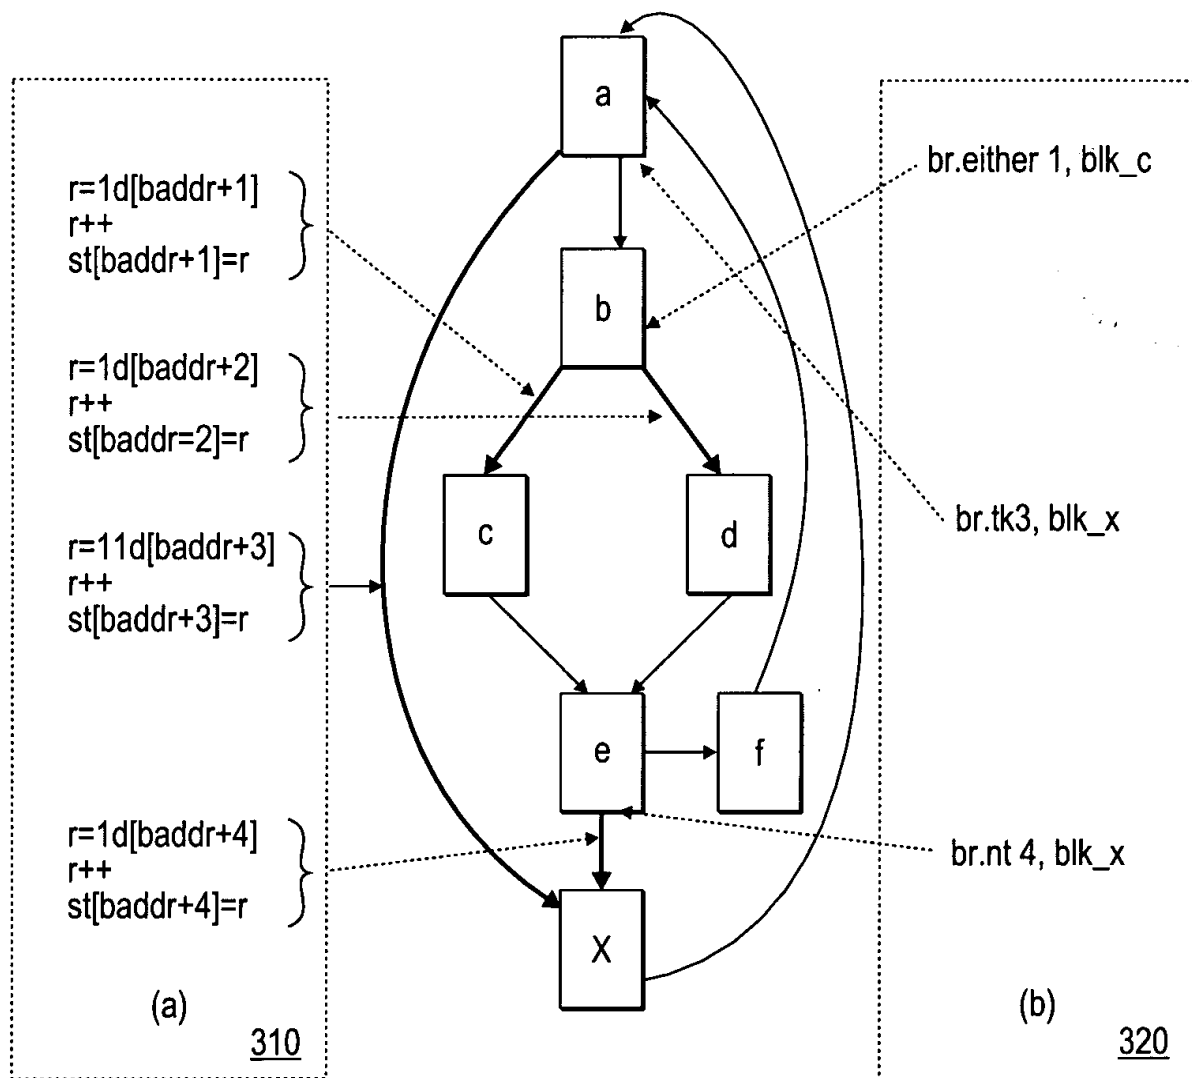 a
r=1d[baddr+1]
r++
st[baddr+1]=r
br.either 1, blk_c
b
r=1d[baddr+2]
r++
st[baddr=2]=r
c
d
br.tk3, blk_x
r=11d[baddr+3]
r++
st[baddr+3]=r
e
f
r=1d[baddr+4]
r++
st[baddr+4]=r
br.nt 4, blk_x
X
(a)
310
(b)
320